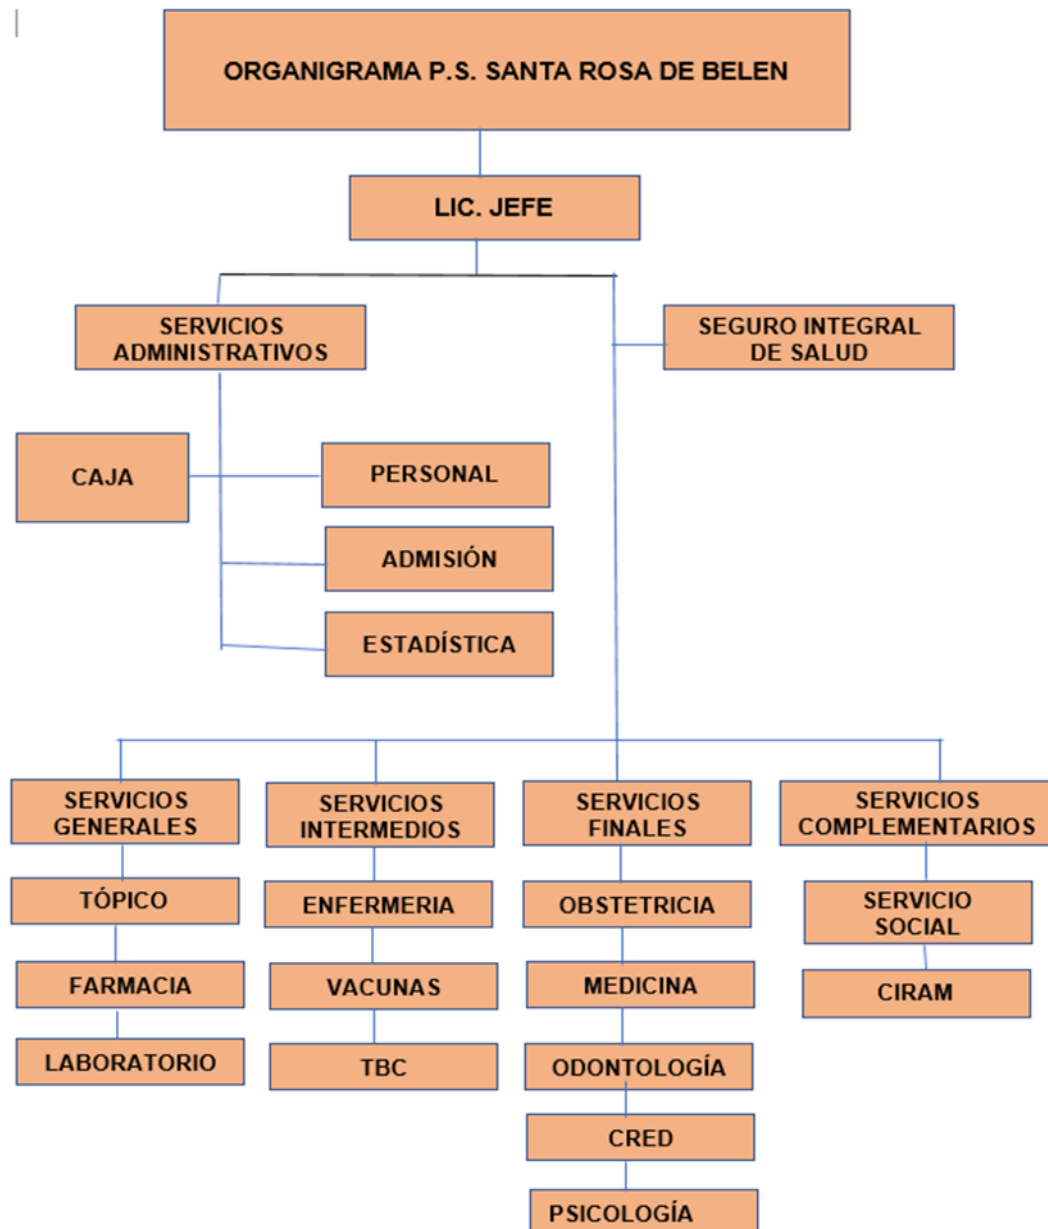 ORGANIGRAMA P.S. SANTA ROSA DE BELEN
LIC. JEFE
SERVICIOS
ADMINISTRATIVOS
SEGURO INTEGRAL
DE SALUD
CAJA
PERSONAL
ADMISIÓN
ESTADÍSTICA
SERVICIOS
GENERALES
TÓPICO
FARMACIA
LABORATORIO
SERVICIOS
INTERMEDIOS
ENFERMERIA
VACUNAS
TBC
SERVICIOS
FINALES
OBSTETRICIA
MEDICINA
ODONTOLOGÍA
CRED
PSICOLOGÍA
SERVICIOS
COMPLEMENTARIOS
SERVICIO
SOCIAL
CIRAM